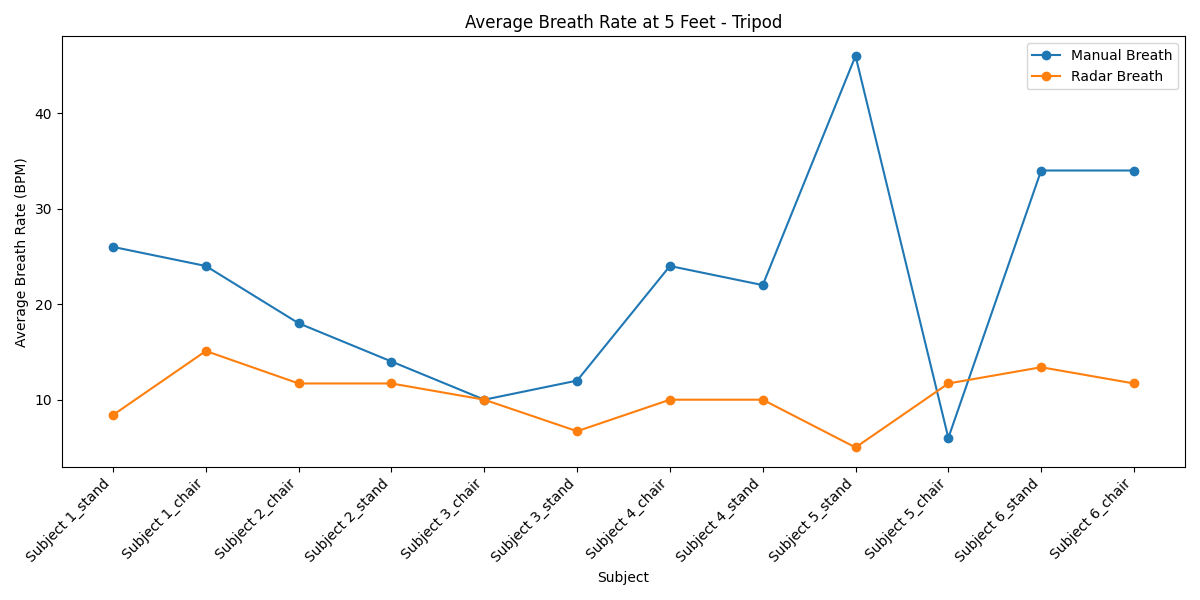 Average Breath Rate at 5 Feet - Tripod
Manual Breath
Radar Breath
Average Breath Rate (BPM)
40
30
20
10
Subject 1_stand
Subject 1_chair
Subject 2_chair
Subject 2_stand
Subject 3_chair
Subject 3_stand
Subject 4_chair
Subject 4_stand
Subject 5_stand
Subject 5_chair
Subject 6_stand
Subject 6_chair
Subject